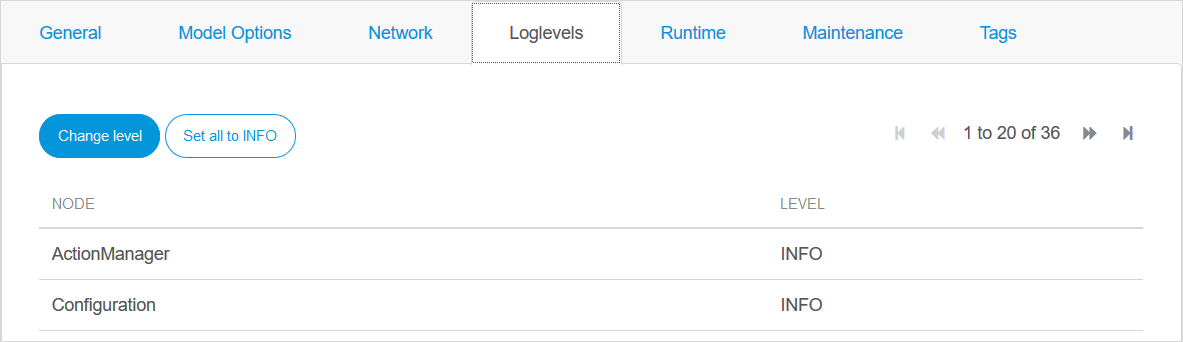 General Model Options Network Loglevels Runtime Maintenance Tags
Change level Set all to INFO 1 to 20 of 36
NODE LEVEL
ActionManager INFO
Configuration INFO